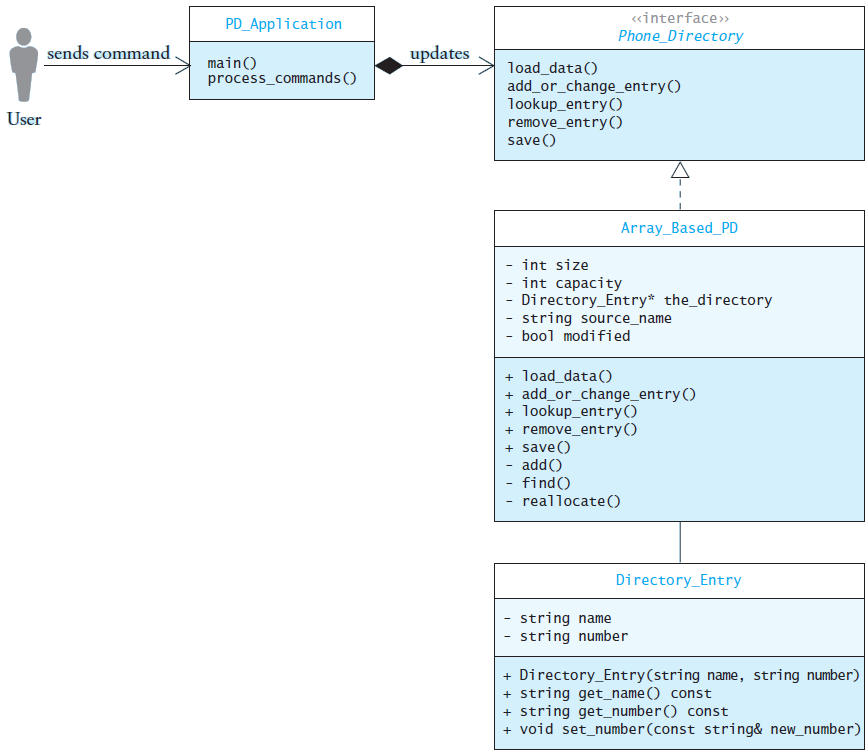 sends command
User
PD_Application
main()
process_commands()
updates
‹‹interface››
Phone_Directory
load_data()
add_or_change_entry()
lookup_entry()
remove_entry()
save()
Array_Based_PD
- int size
- int capacity
- Directory_Entry* the_directory
- string source_name
- bool modified
+ load_data()
+ add_or_change_entry()
+ lookup_entry()
+ remove_entry()
+ save()
- add()
- find()
- reallocate()
Directory_Entry
- string name
- string number
+ Directory_Entry(string name, string number)
+ string get_name() const
+ string get_number() const
+ void set_number(const string& new_number)